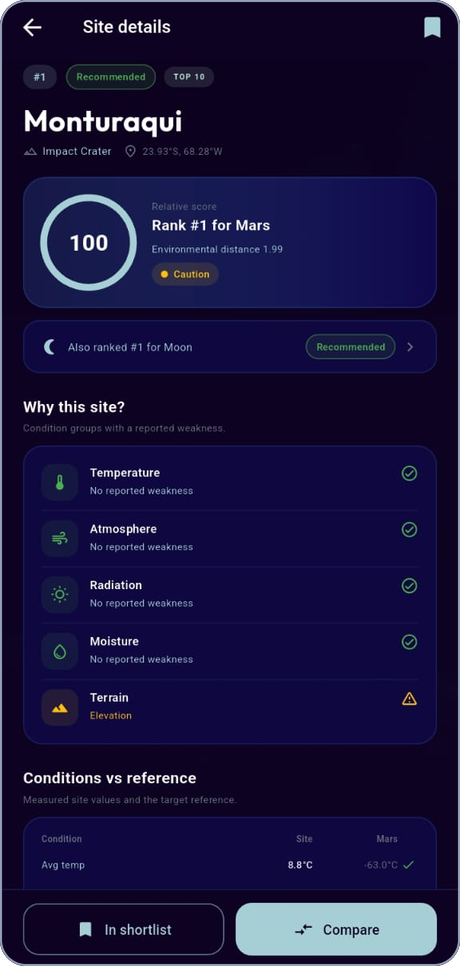 Site details
#1 Recommended TOP 10
Monturaqui
Impact Crater 23.93°S, 68.28°W
100
Relative score
Rank #1 for Mars
Environmental distance 1.99
Caution
Also ranked #1 for Moon Recommended
Why this site?
Condition groups with a reported weakness.
Temperature
No reported weakness
Atmosphere
No reported weakness
Radiation
No reported weakness
Moisture
No reported weakness
Terrain
Elevation
Conditions vs reference
Measured site values and the target reference.
Condition Site Mars
Avg temp 8.8°C -63.0°C
In shortlist Compare